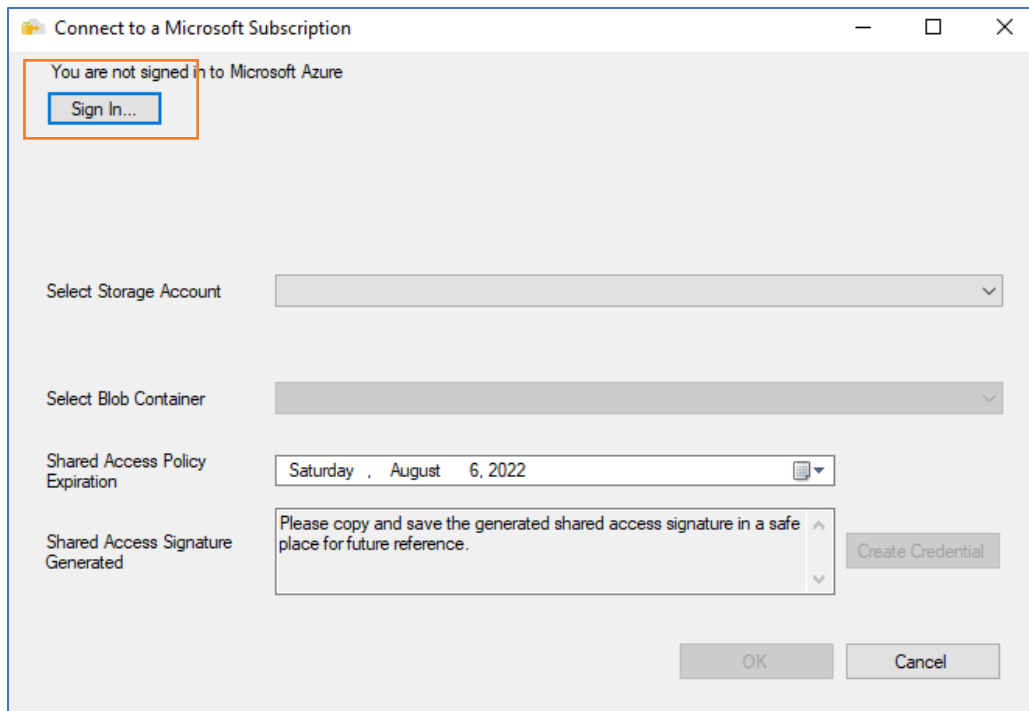 Connect to a Microsoft Subscription
You are not signed in to Microsoft Azure
Sign In...
Select Storage Account
Select Blob Container
Shared Access Policy
Expiration
Saturday , August 6, 2022
Shared Access Signature
Generated
Please copy and save the generated shared access signature in a safe
place for future reference.
Create Credential
OK
Cancel